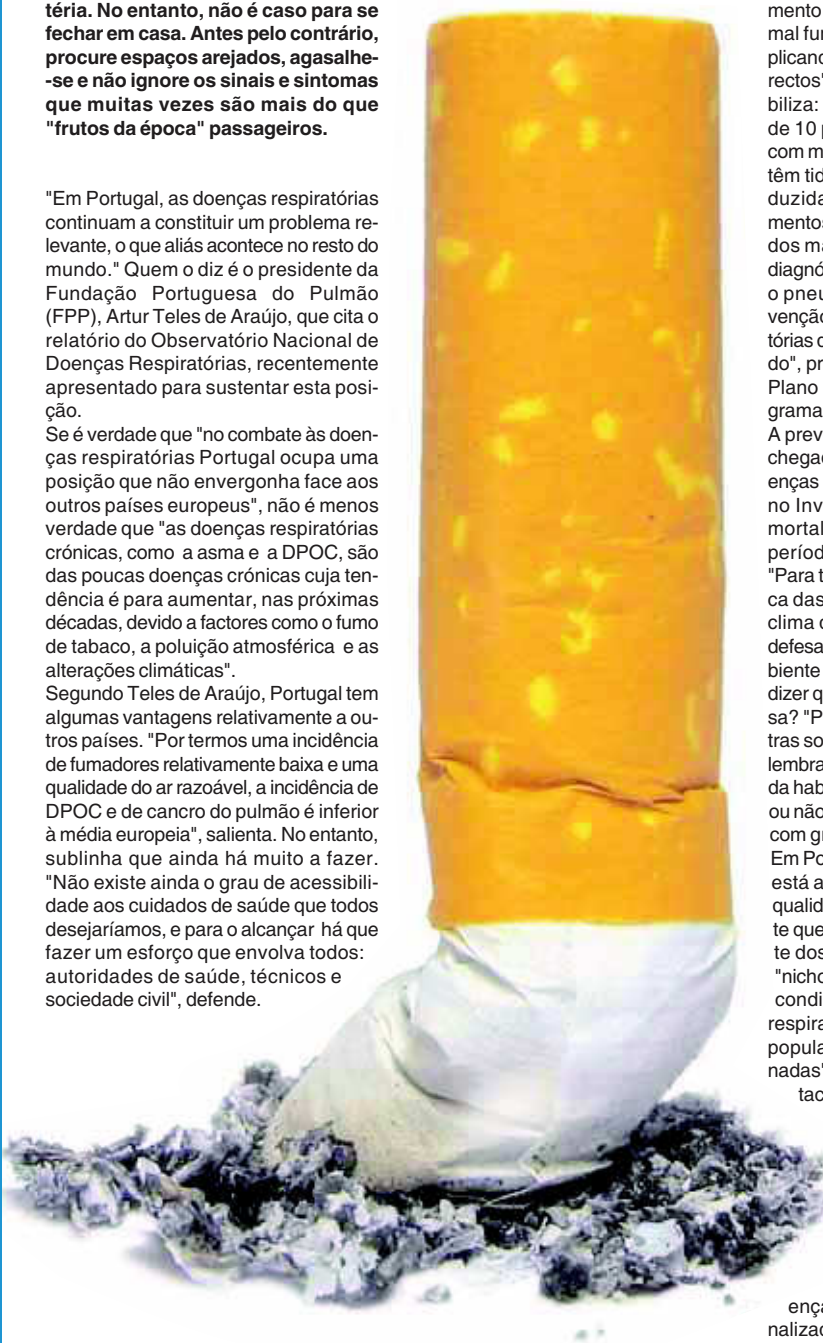 téria. No entanto, não é caso para se
fechar em casa. Antes pelo contrário,
procure espaços arejados, agasalhe-
-se e não ignore os sinais e sintomas
que muitas vezes são mais do que
"frutos da época" passageiros.
"Em Portugal, as doenças respiratórias
continuam a constituir um problema re-
levante, o que aliás acontece no resto do
mundo." Quem o diz é o presidente da
Fundação Portuguesa do Pulmão
(FPP), Artur Teles de Araújo, que cita o
relatório do Observatório Nacional de
Doenças Respiratórias, recentemente
apresentado para sustentar esta posi-
ção.
Se é verdade que "no combate às doen-
ças respiratórias Portugal ocupa uma
posição que não envergonha face aos
outros países europeus", não é menos
verdade que "as doenças respiratórias
crónicas, como a asma e a DPOC, são
das poucas doenças crónicas cuja ten-
dência é para aumentar, nas próximas
décadas, devido a factores como o fumo
de tabaco, a poluição atmosférica e as
alterações climáticas".
Segundo Teles de Araújo, Portugal tem
algumas vantagens relativamente a ou-
tros países. "Por termos uma incidência
de fumadores relativamente baixa e uma
qualidade do ar razoável, a incidência de
DPOC e de cancro do pulmão é inferior
à média europeia", salienta. No entanto,
sublinha que ainda há muito a fazer.
"Não existe ainda o grau de acessibili-
dade aos cuidados de saúde que todos
desejaríamos, e para o alcançar há que
fazer um esforço que envolva todos:
autoridades de saúde, técnicos e
sociedade civil", defende.
mento
mal fu
plican
rectos"
biliza:
de 10
com m
têm tid
duzida
mentos
dos ma
diagnó
o pneu
venção
tórias
do", pr
Plano
grama
A prev
chega
enças
no Inv
mortal
períod
"Para t
ca das
clima
defesa
biente
dizer q
sa? "P
tras so
lembra
da hab
ou não
com gr
Em Po
está a
qualid
te que
te dos
"nicho
condi
respira
popula
nadas"
tac
ença
naliza